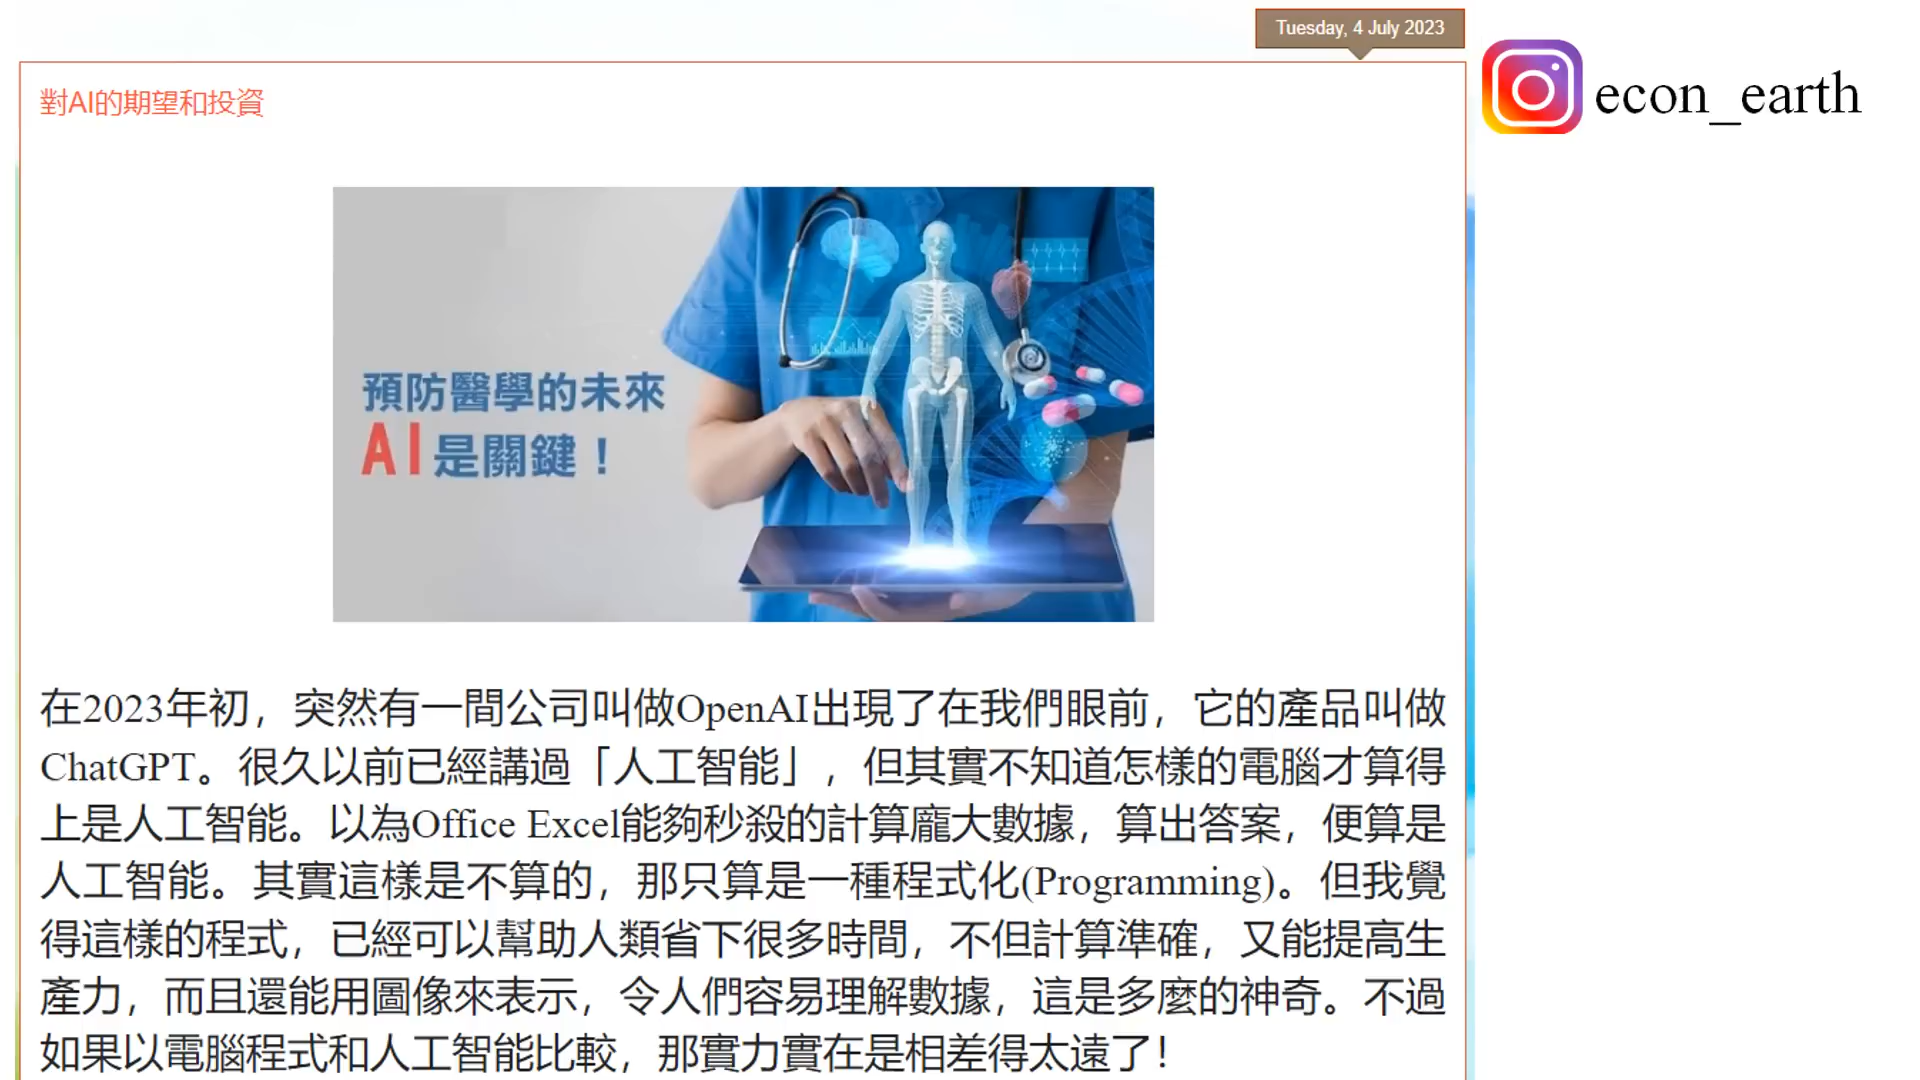 Tuesday, 4 July 2023
econ_earth
對AI的期望和投資
預防醫學的未來
AI是關鍵！
在2023年初，突然有一間公司叫做OpenAI出現了在我們眼前，它的產品叫做
ChatGPT。很久以前已經講過「人工智能」，但其實不知道怎樣的電腦才算得
上是人工智能。以為Office Excel能夠秒殺的計算龐大數據，算出答案，便算是
人工智能。其實這樣是不算的，那只算是一種程式化(Programming)。但我覺
得這樣的程式，已經可以幫助人類省下很多時間，不但計算準確，又能提高生
產力，而且還能用圖像來表示，令人們容易理解數據，這是多麼的神奇。不過
如果以電腦程式和人工智能比較，那實力實在是相差得太遠了！